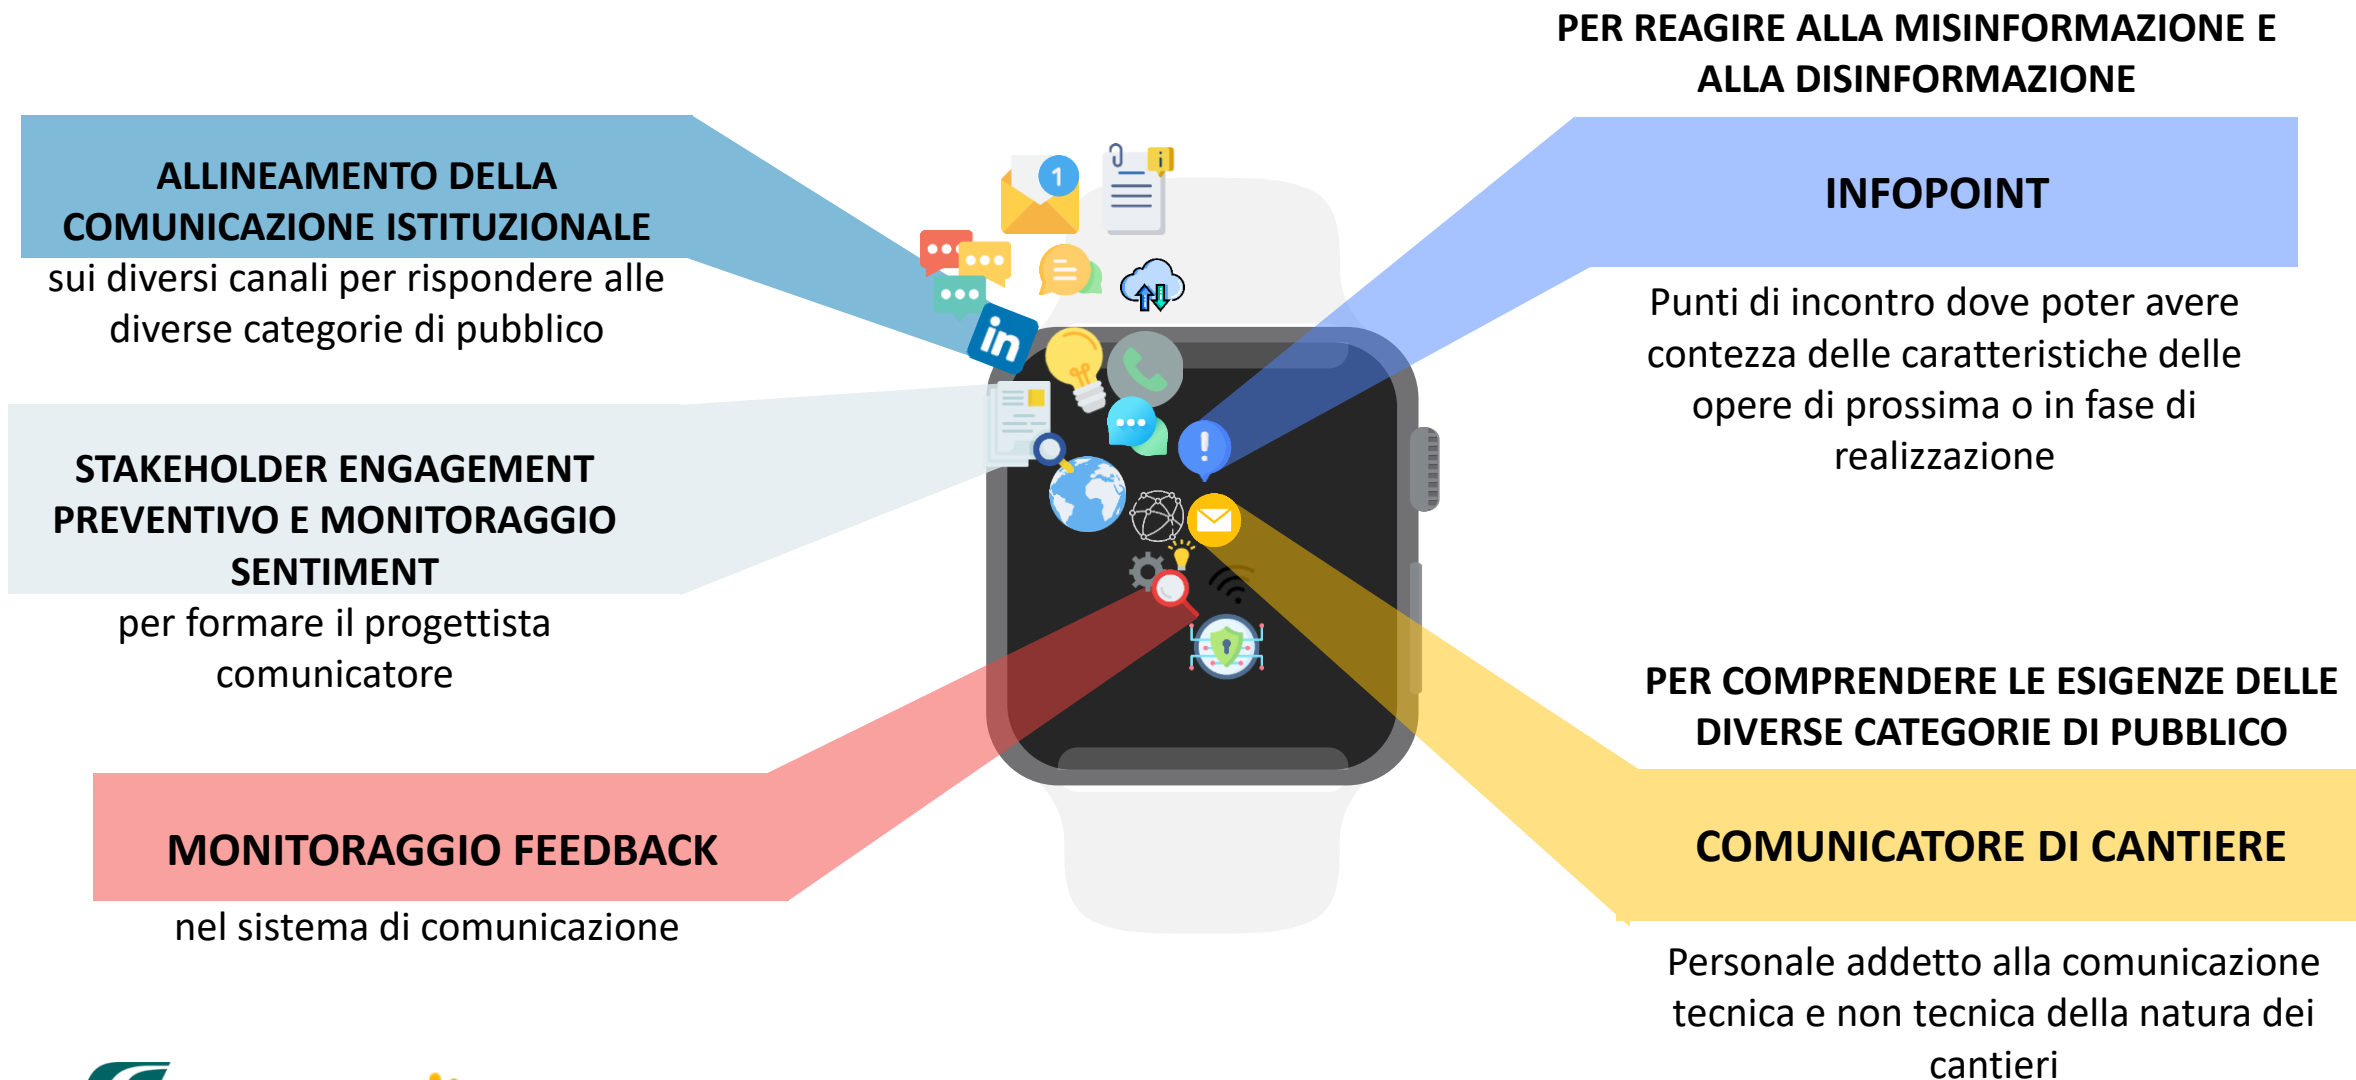 ALLINEAMENTO DELLA
COMUNICAZIONE ISTITUZIONALE
sui diversi canali per rispondere alle
diverse categorie di pubblico
STAKEHOLDER ENGAGEMENT
PREVENTIVO E MONITORAGGIO
SENTIMENT
per formare il progettista
comunicatore
MONITORAGGIO FEEDBACK
nel sistema di comunicazione
1
i
in
!
PER REAGIRE ALLA MISINFORMAZIONE E
ALLA DISINFORMAZIONE
INFOPOINT
Punti di incontro dove poter avere
contezza delle caratteristiche delle
opere di prossima o in fase di
realizzazione
PER COMPRENDERE LE ESIGENZE DELLE
DIVERSE CATEGORIE DI PUBBLICO
COMUNICATORE DI CANTIERE
Personale addetto alla comunicazione
tecnica e non tecnica della natura dei
cantieri